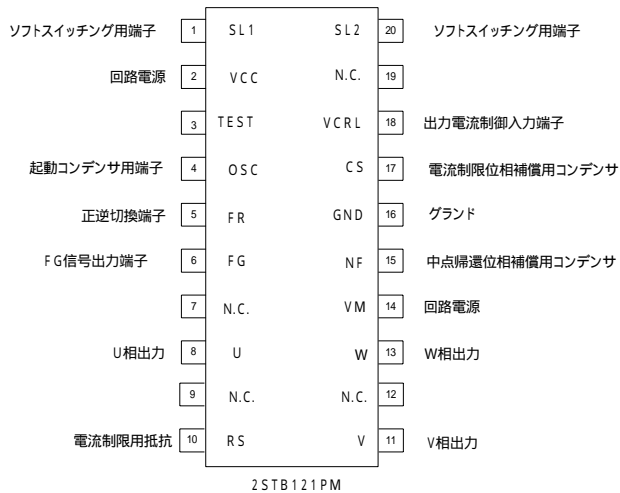 ソフトスイッチング用端子 1 SL1 SL2 20 ソフトスイッチング用端子
回路電源 2 VCC N.C. 19
3 TEST VCRL 18 出力電流制御入力端子
起動コンデンサ用端子 4 OSC CS 17 電流制限位相補償用コンデンサ
正逆切換端子 5 FR GND 16 グランド
FG信号出力端子 6 FG NF 15 中点帰還位相補償用コンデンサ
7 N.C. VM 14 回路電源
U相出力 8 U W 13 W相出力
9 N.C. N.C. 12
電流制限用抵抗 10 RS V 11 V相出力
2STB121PM